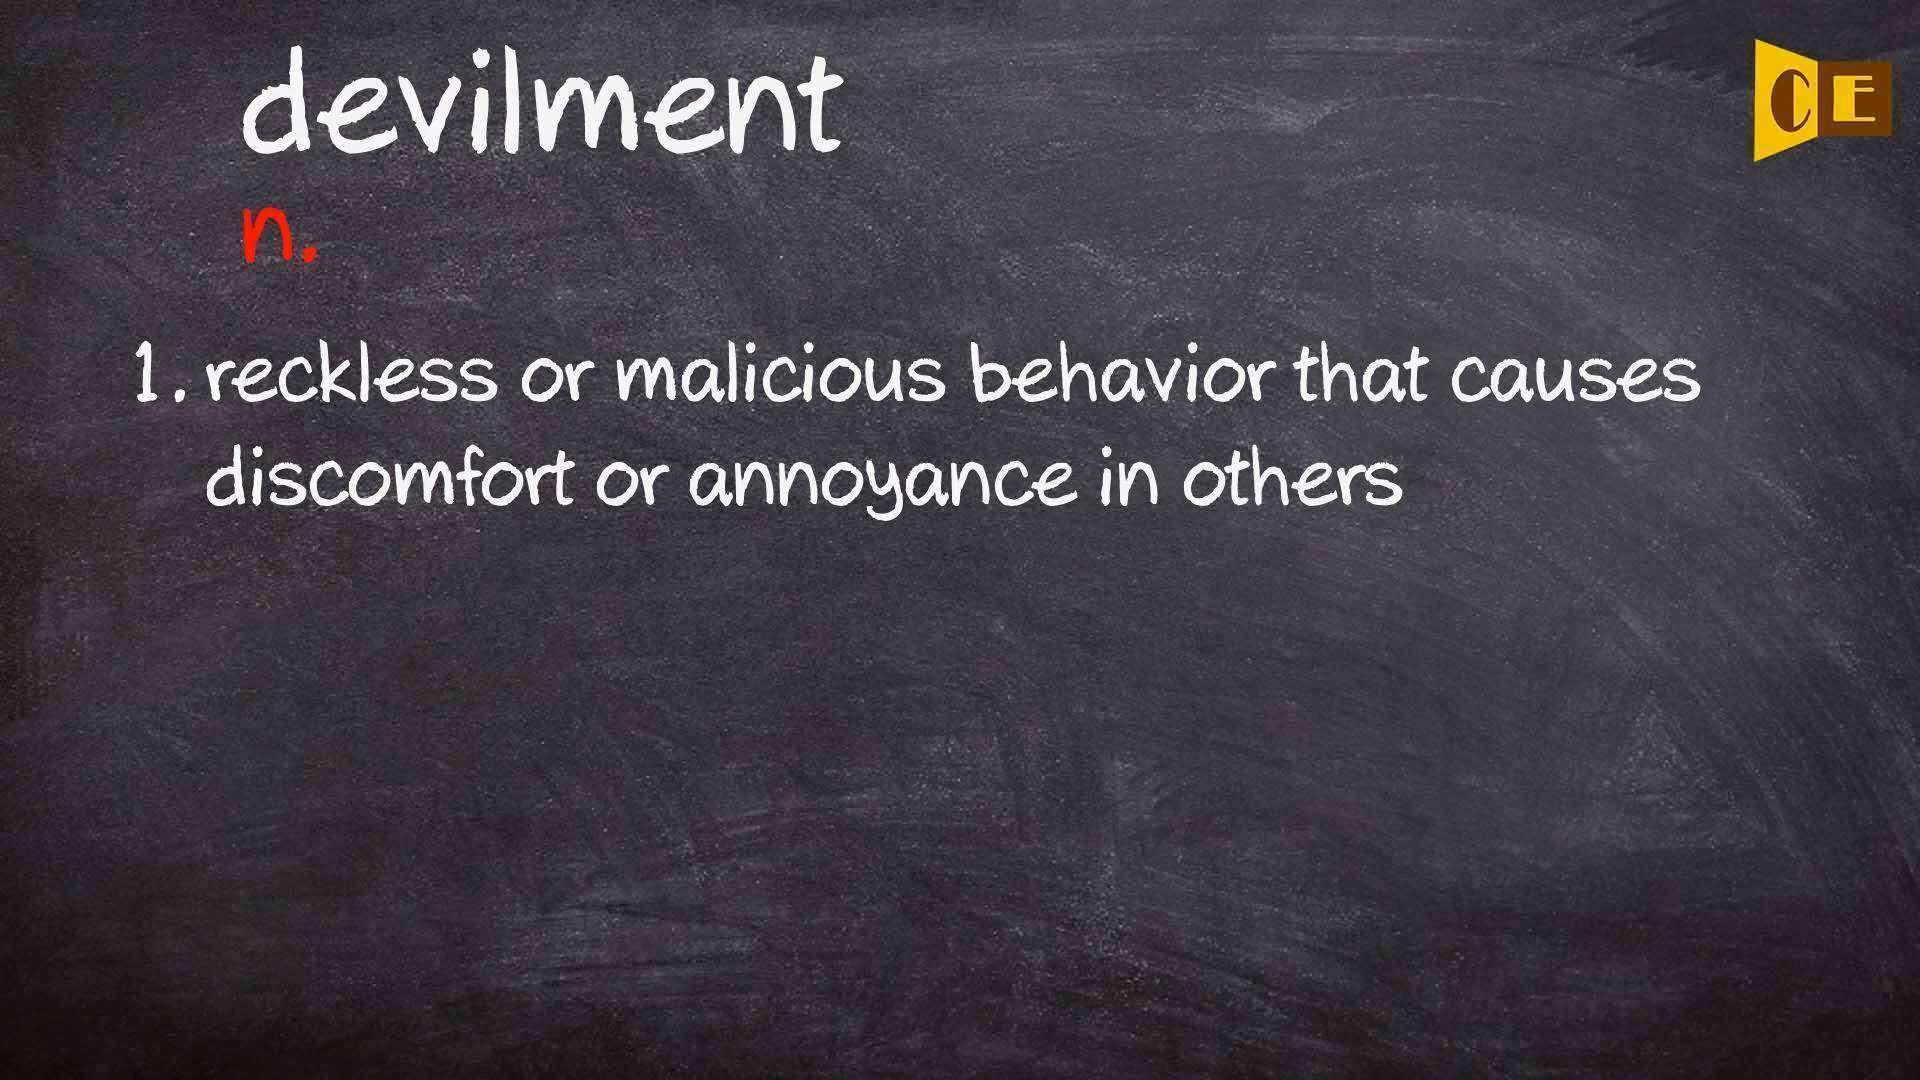 devilment
CE
n.
1. reckless or malicious behavior that causes
discomfort or annoyance in others